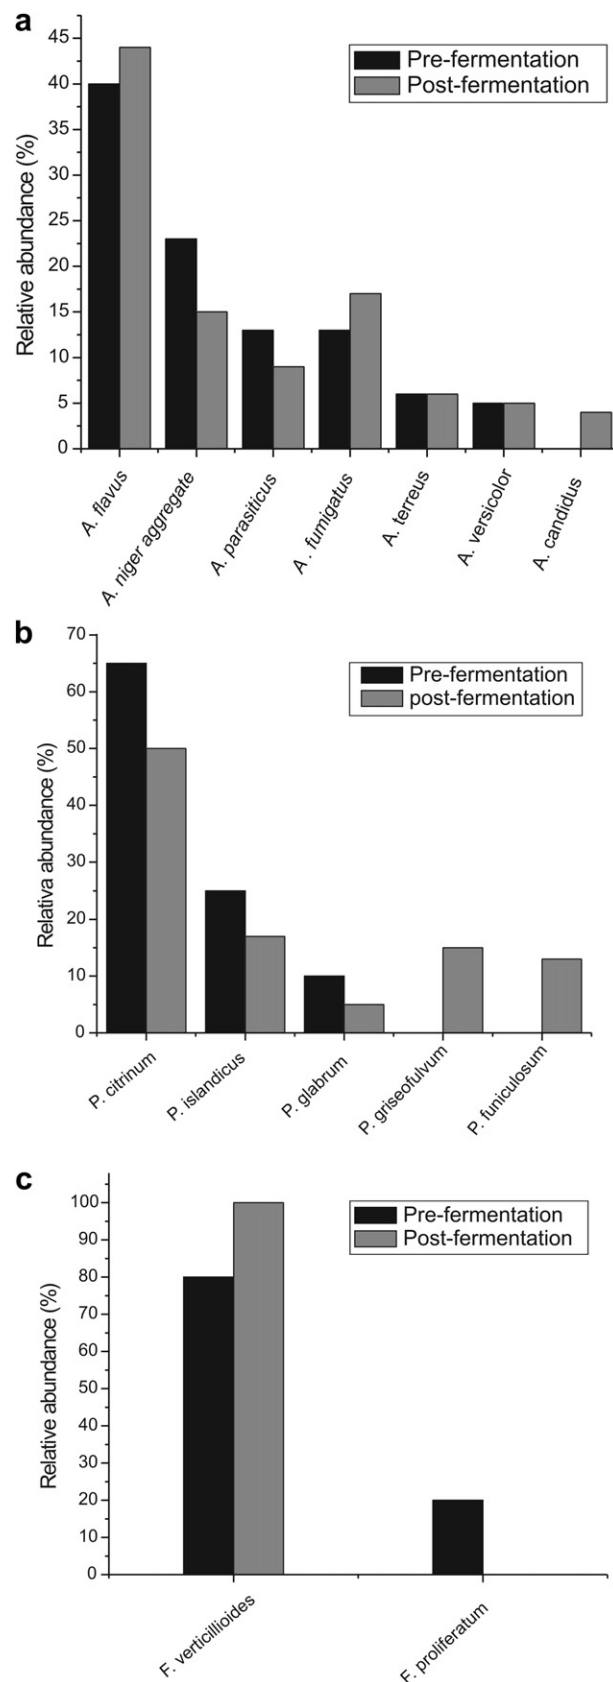 a
45
40
35
30
25
20
15
10
5
0
Relative abundance (%)
Pre-fermentation
Post-fermentation
A. flavus
A. niger aggregate
A. parasiticus
A . fumigatus
A. terreus
A. versicolor
A. candidus
b
70
60
50
40
30
20
10
0
Relativa abundance (%)
Pre-fermentation
post-fermentation
P. citrinum
P. islandicus
P. glabrum
P. griseofulvum
P. funiculosum
c
100
90
80
70
60
50
40
30
20
10
0
Relative abundance (%)
Pre-fermentation
Post-fermentation
F. verticillioides
F. proliferatum